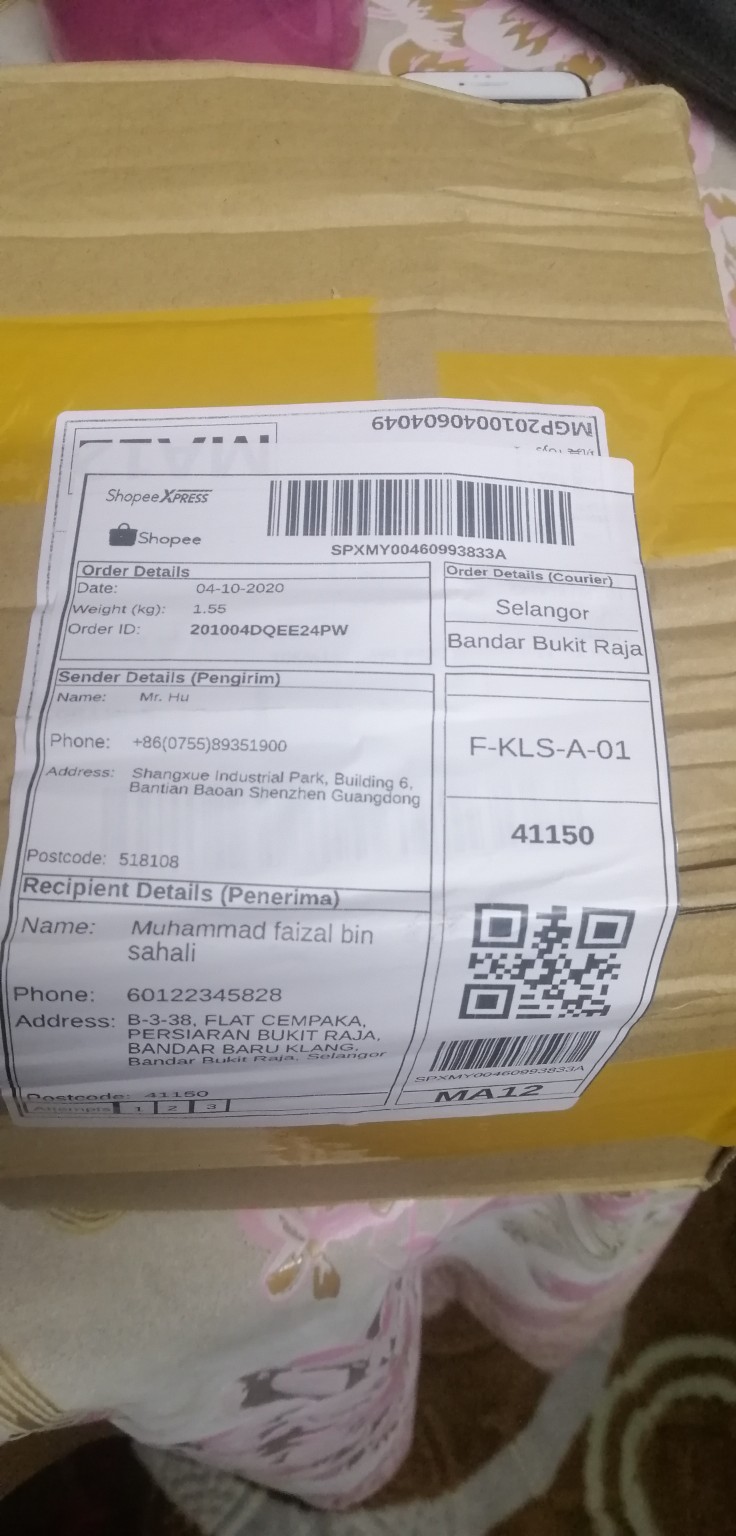 MGP2010040604049
Shopee XPRESS
Shopee
SPXMY00460993833A
Order Details
Date: 04-10-2020
Weight (kg): 1.55
Order ID: 201004DQEE24PW
Order Details (Courier)
Selangor
Bandar Bukit Raja
Sender Details (Pengirim)
Name: Mr. Hu
Phone: +86(0755)89351900
Address: Shangxue Industrial Park, Building 6,
Bantian Baoan Shenzhen Guangdong
Postcode: 518108
F-KLS-A-01
41150
Recipient Details (Penerima)
Name: Muhammad faizal bin
sahali
Phone: 60122345828
Address: B-3-38, FLAT CEMPAKA,
PERSIARAN BUKIT RAJA,
BANDAR BARU KLANG,
Bandar Bukit Raja, Selangor
Postcode: 41150
Attempts 1 2 3
SPXMY00460993833A
MA12